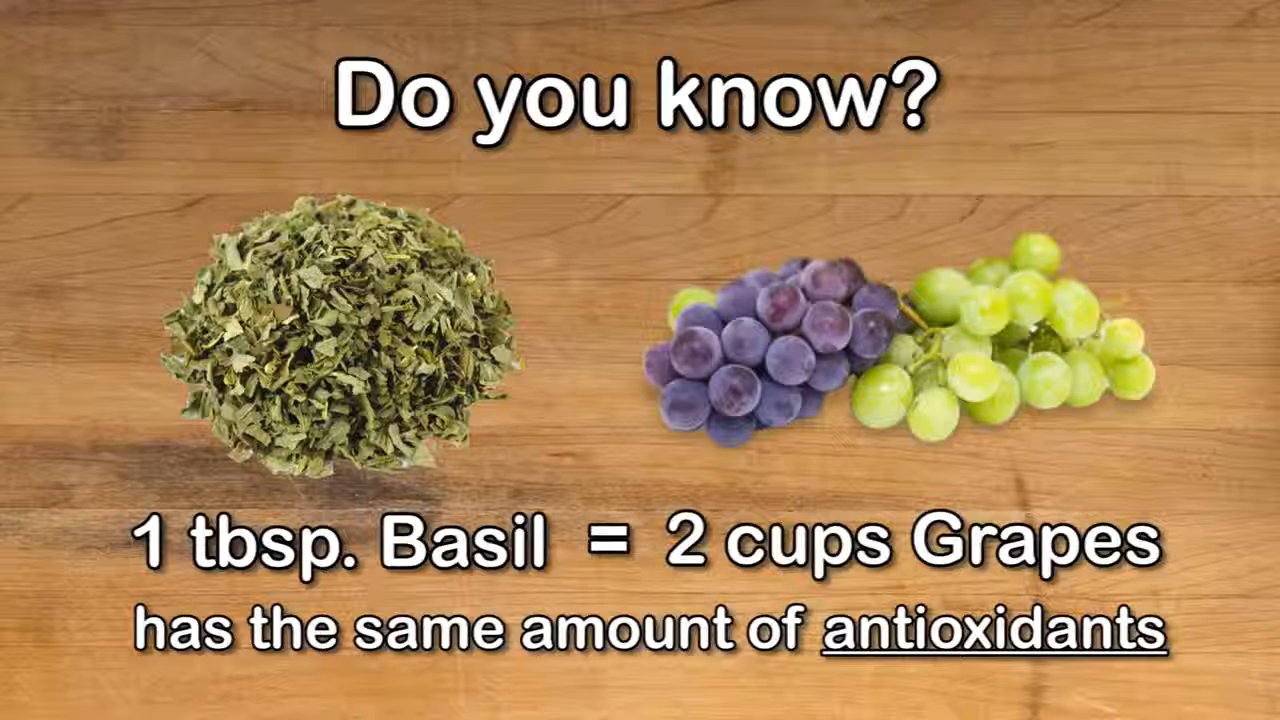 Do you know?
1 tbsp. Basil = 2 cups Grapes
has the same amount of antioxidants